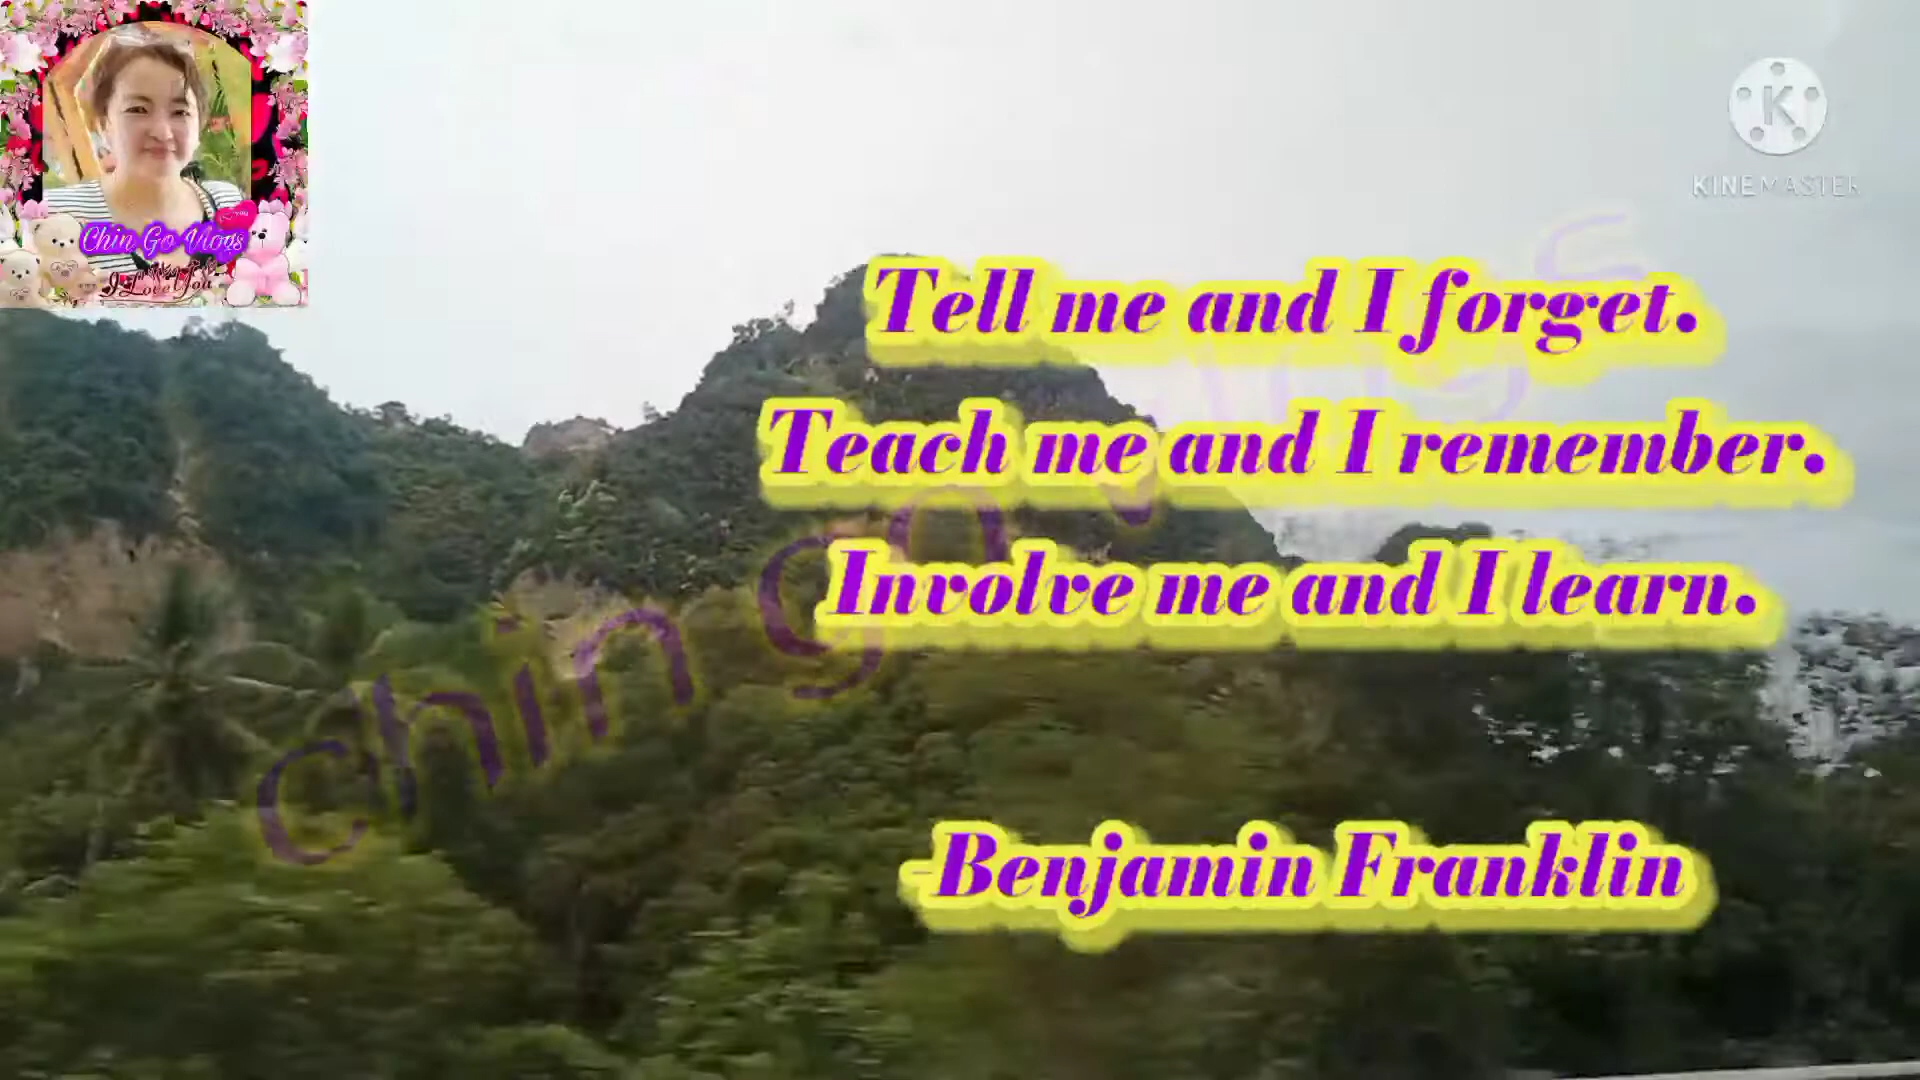 Chin Go Vlogs
I Love You
KINEMASTER
Tell me and I forget.
Teach me and I remember.
Involve me and I learn.
-Benjamin Franklin
chin go vlogs